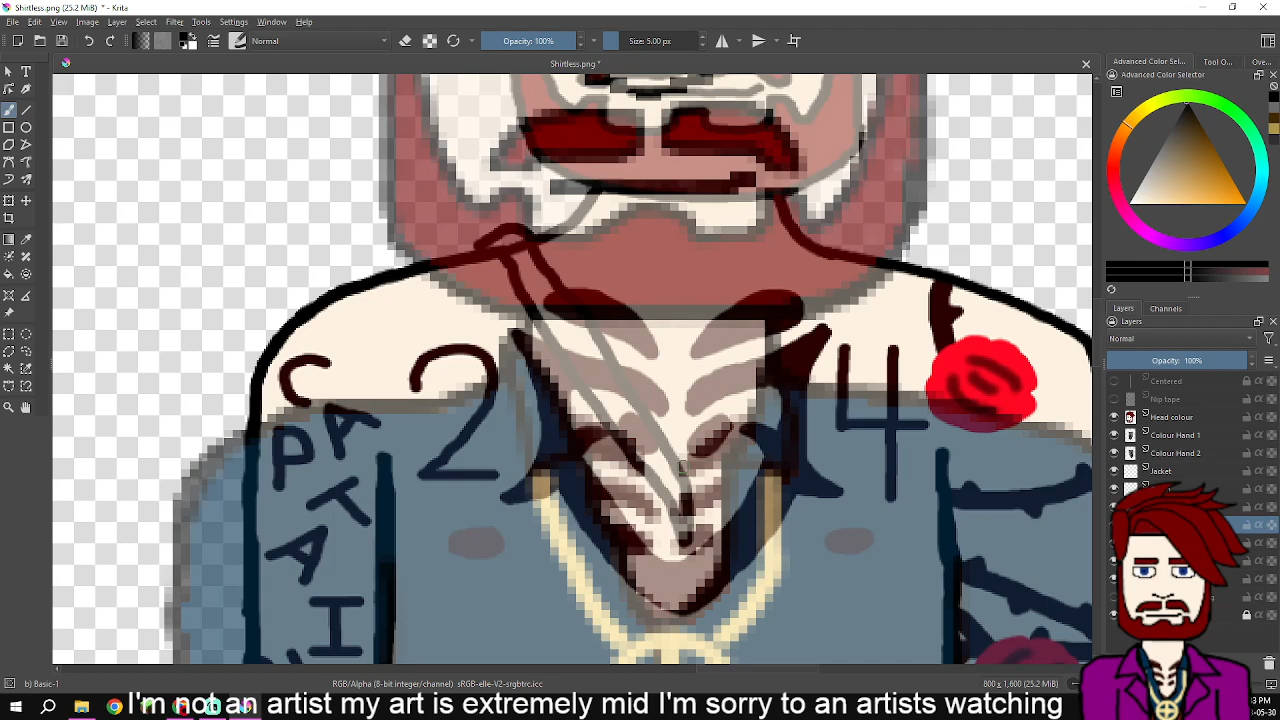 Shirtless.png (25.2 MiB) * - Krita
File Edit View Image Layer Select Filter Tools Settings Window Help
Normal Opacity: 100% Size: 5.00 px
Shirtless.png*
Advanced Color Sel... Tool O... Ove...
Advanced Color Selector
Layers Channels
Layers
Normal
Opacity: 100%
Centered
Nip tape
Head colour
Colour Hand 1
Colour Hand 2
Jacket
2 4
P A T A I
b) Basic-1 RGB/Alpha (8-bit integer/channel) sRGB-elle-V2-srgbtrc.icc 800 x 1,600 (25.2 MiB)
I'm not an artist my art is extremely mid I'm sorry to an artists watching